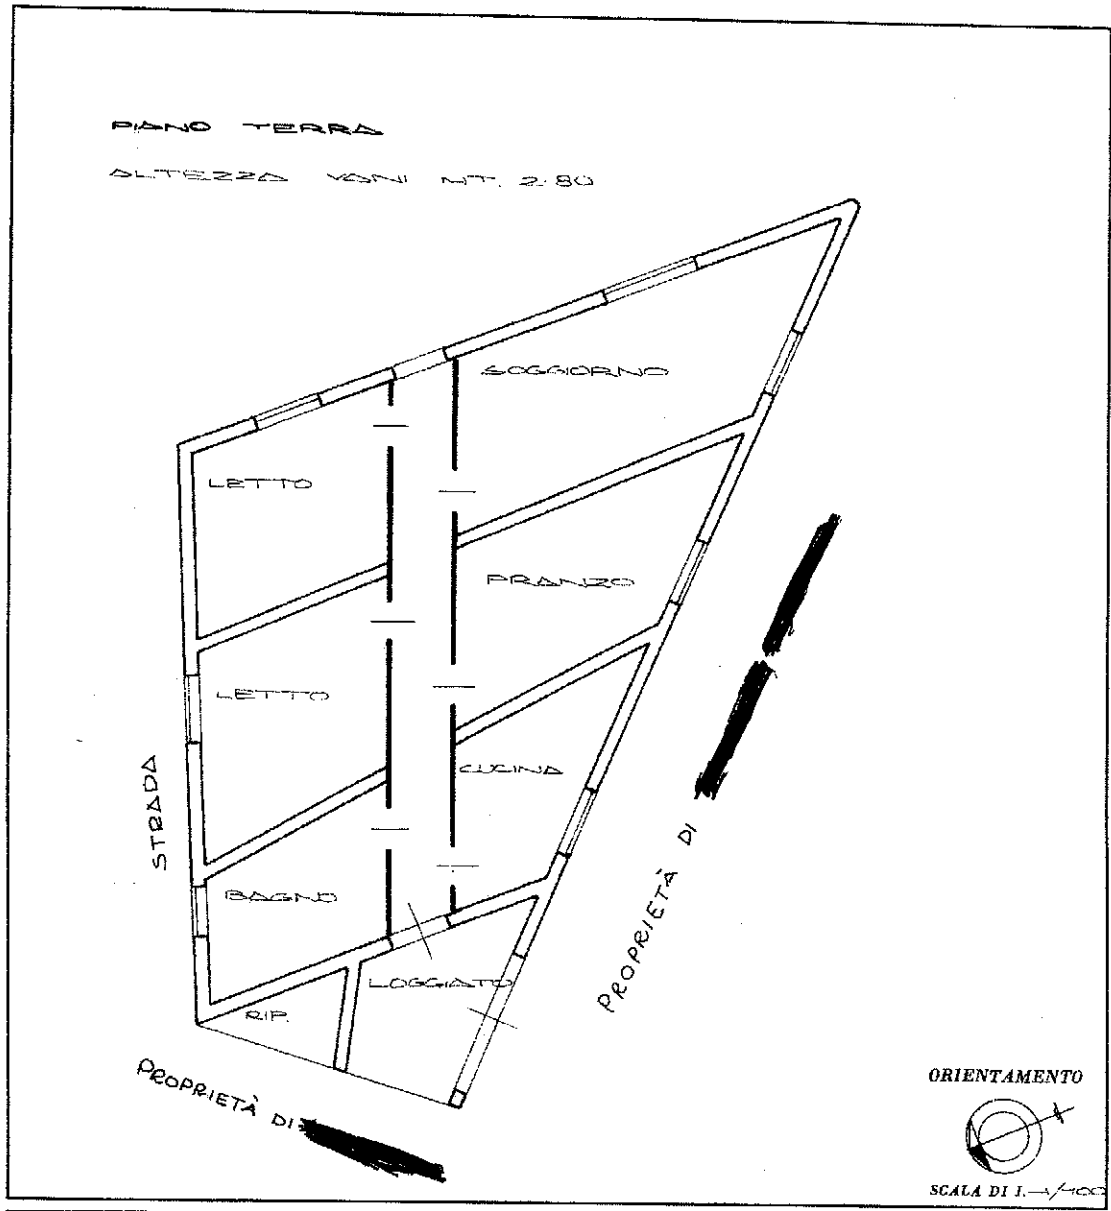 PIANO TERRA
ALTEZZA VANI MT. 2.80
SOGGIORNO
LETTO
PRANZO
LETTO
CUCINA
STRADA
BAGNO
LOGGIATO
RIP.
PROPRIETÀ DI
PROPRIETÀ DI
ORIENTAMENTO
SCALA DI 1.